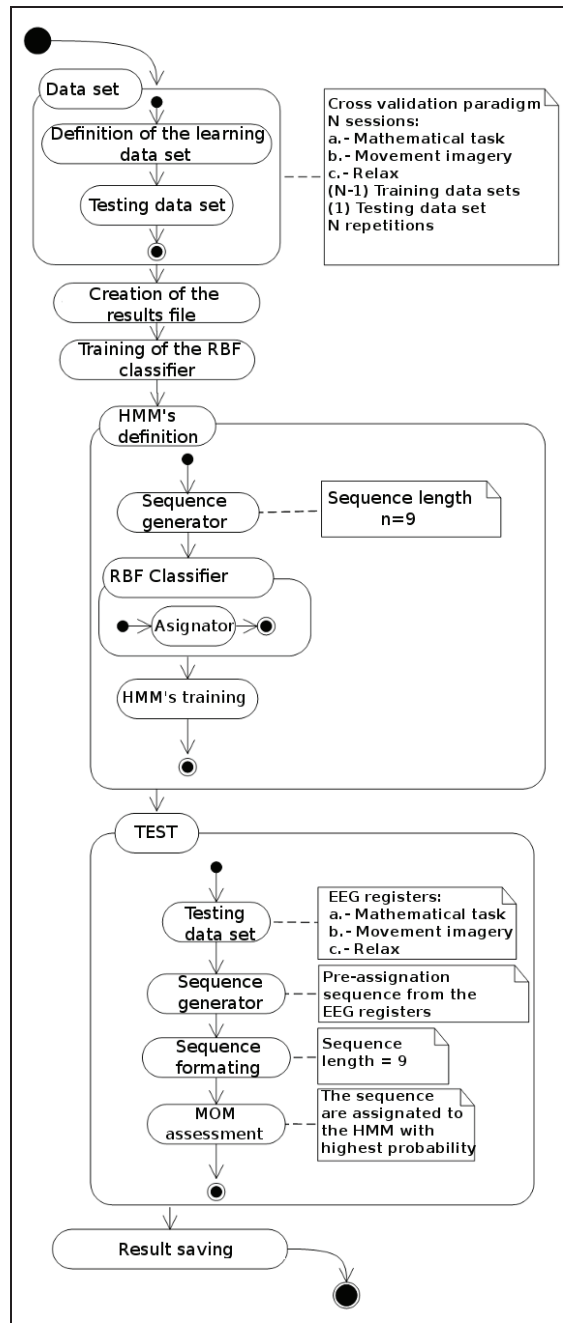 Data set
Definition of the learning
data set
Testing data set
Cross validation paradigm
N sessions:
a.- Mathematical task
b.- Movement imagery
c.- Relax
(N-1) Training data sets
(1) Testing data set
N repetitions
Creation of the
results file
Training of the RBF
classifier
HMM's
definition
Sequence
generator
Sequence length
n=9
RBF Classifier
Asignator
HMM's training
TEST
Testing
data set
EEG registers:
a.- Mathematical task
b.- Movement imagery
c.- Relax
Sequence
generator
Pre-assignation
sequence from the
EEG registers
Sequence
formating
Sequence
length = 9
MOM
assessment
The sequence
are assignated to
the HMM with
highest probability
Result saving